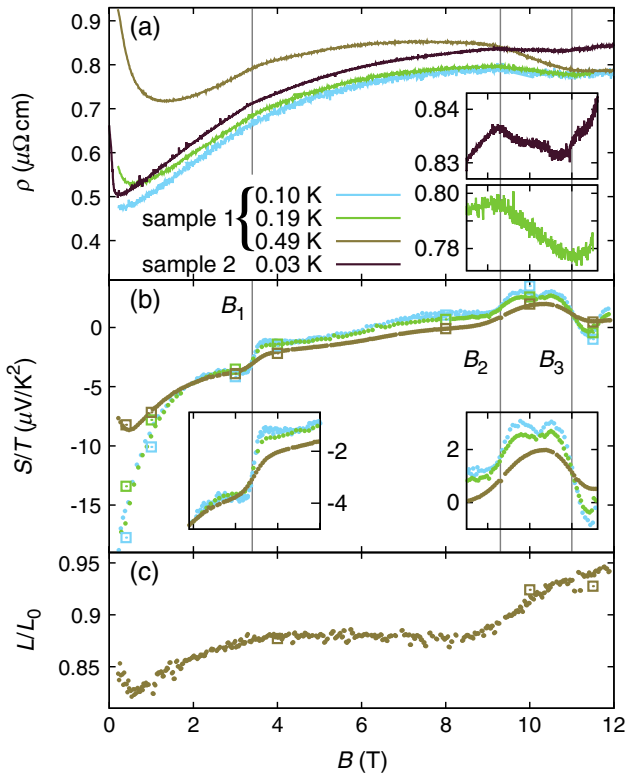 (a)
0.9
0.8
0.7
0.6
0.5
0.4
ρ (μΩ cm)
0.84
0.83
0.80
0.78
sample 1 { 0.10 K
0.19 K
0.49 K
sample 2 0.03 K
(b)
B1
B2
B3
0
-5
-10
-15
S/T (μV/K²)
-2
-4
2
0
(c)
0.95
0.9
0.85
L/L0
0 2 4 6 8 10 12
B (T)